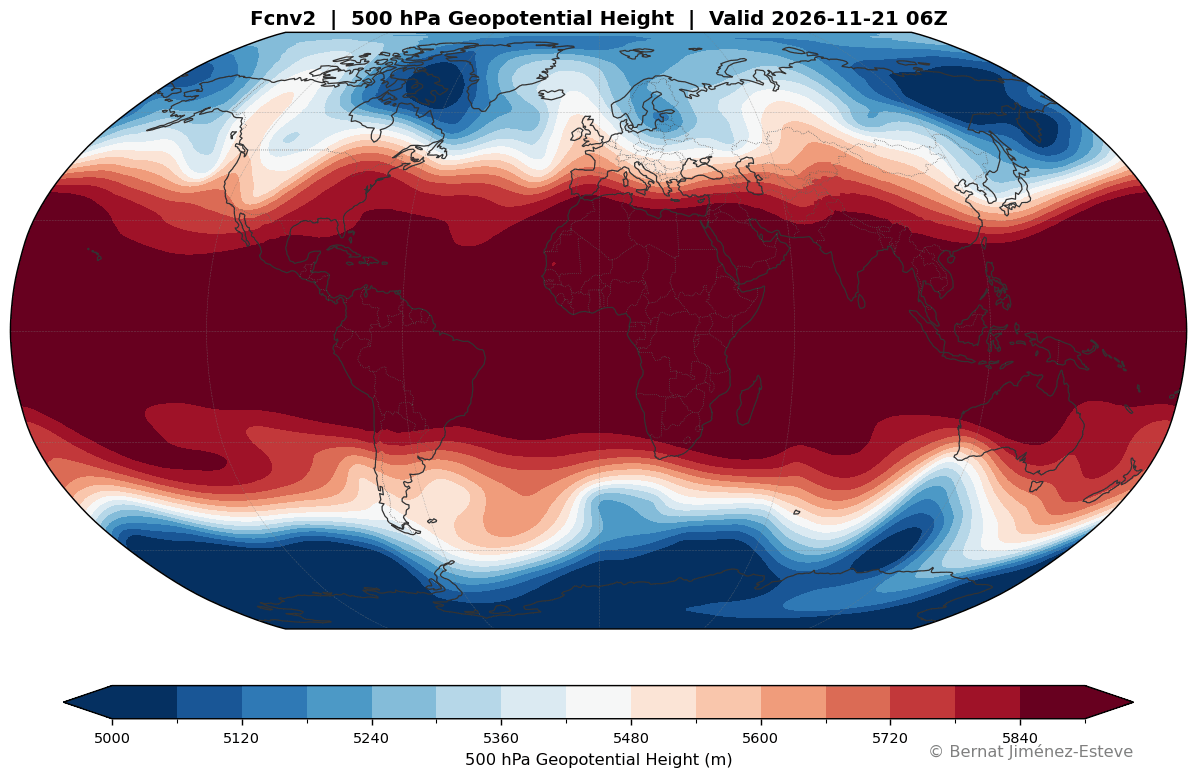 Fcnv2 | 500 hPa Geopotential Height | Valid 2026-11-21 06Z
5000 5120 5240 5360 5480 5600 5720 5840
500 hPa Geopotential Height (m)
© Bernat Jiménez-Esteve